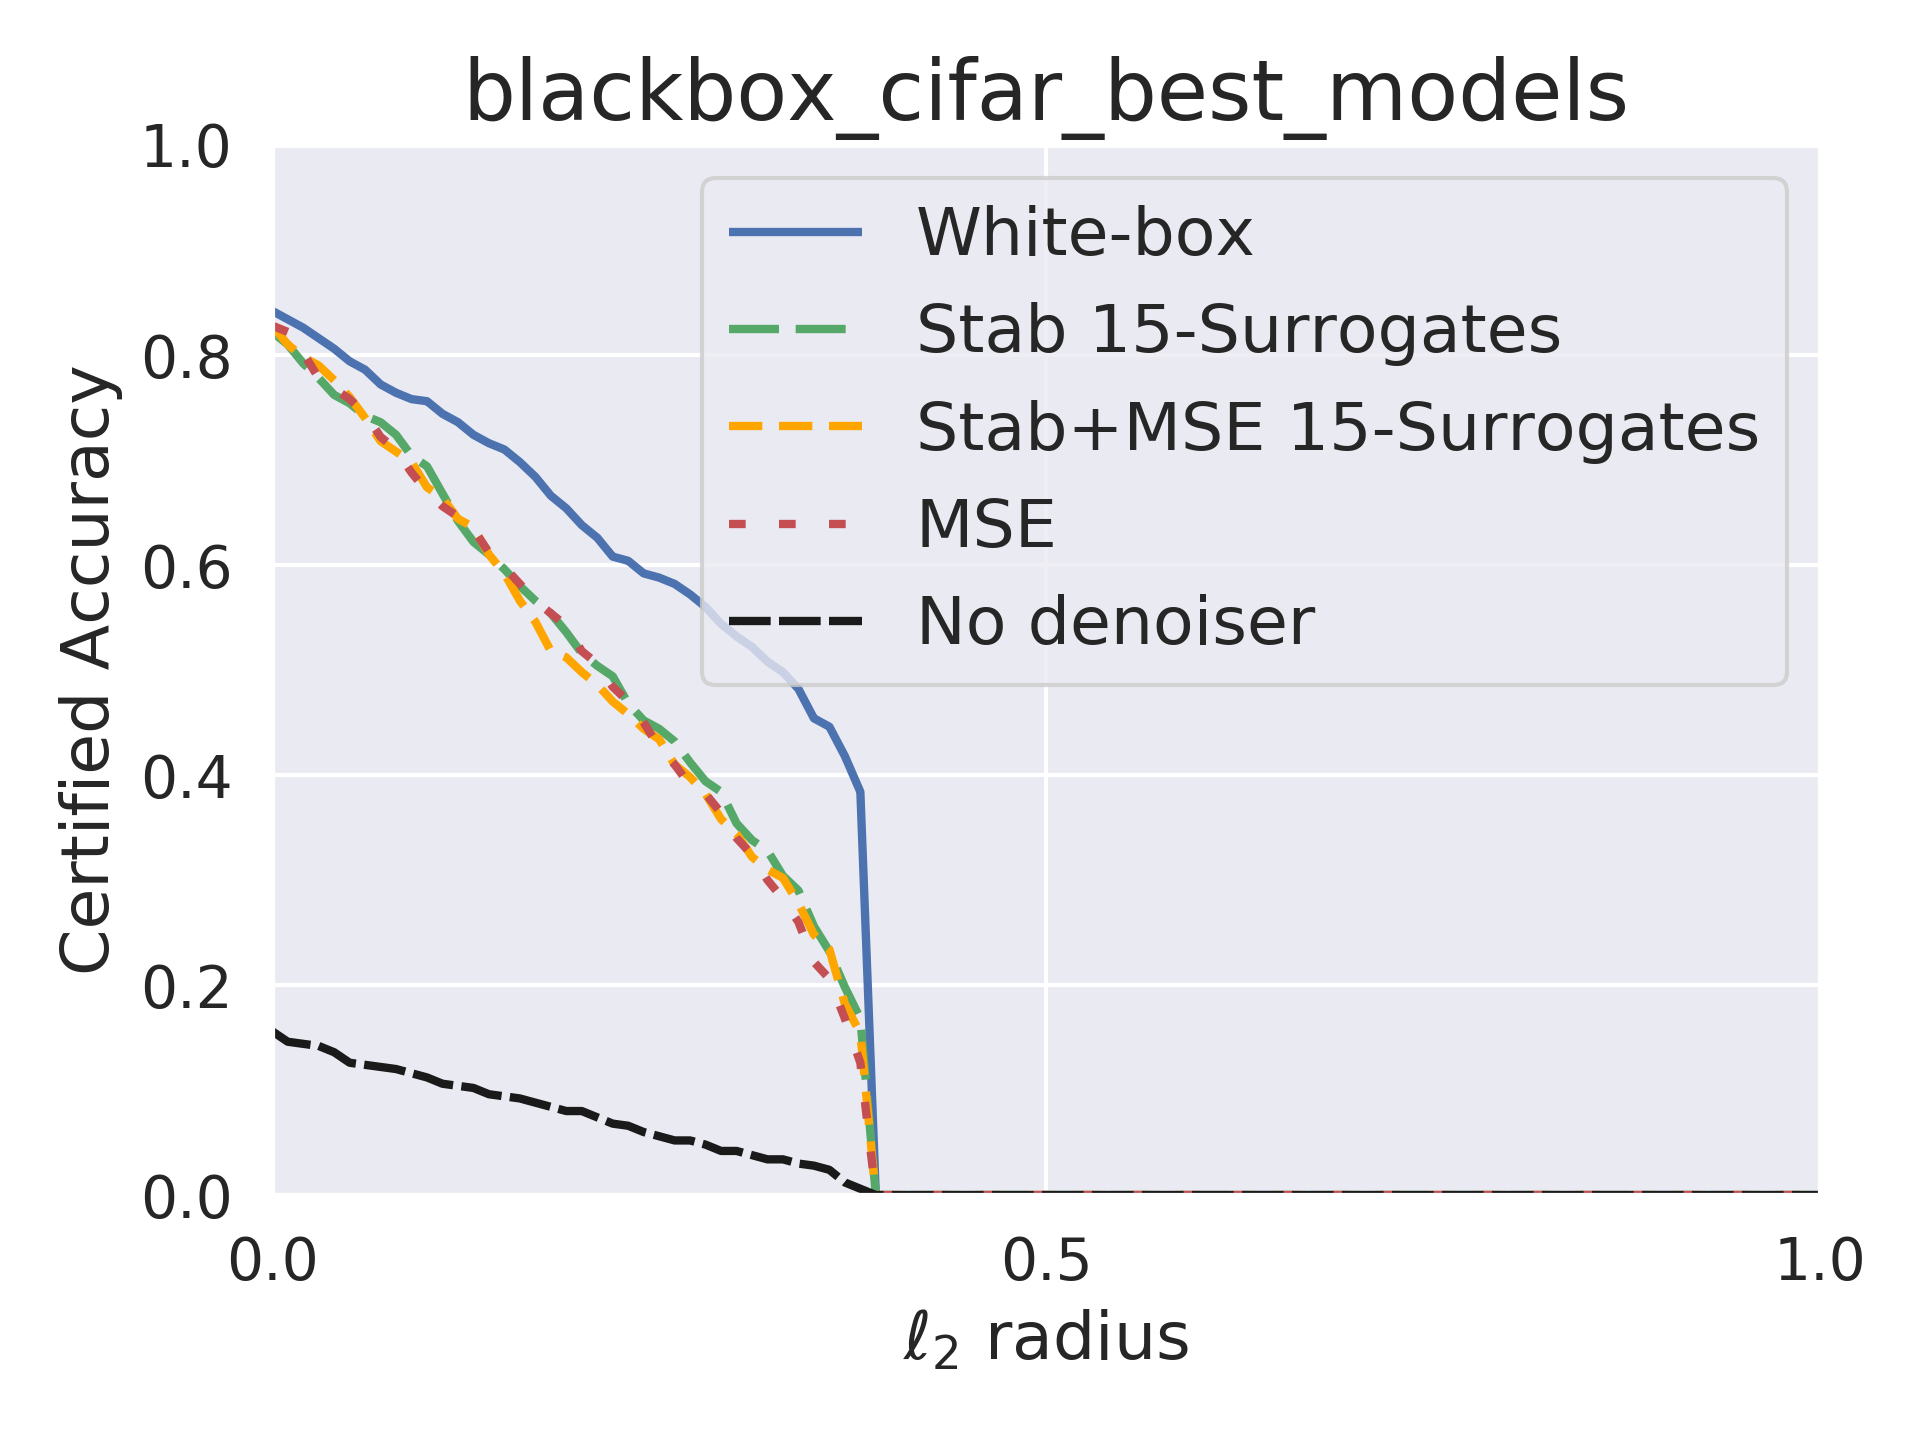 blackbox_cifar_best_models
1.0
0.8
0.6
0.4
0.2
0.0
Certified Accuracy
White-box
Stab 15-Surrogates
Stab+MSE 15-Surrogates
MSE
No denoiser
0.0
0.5
1.0
ℓ₂ radius